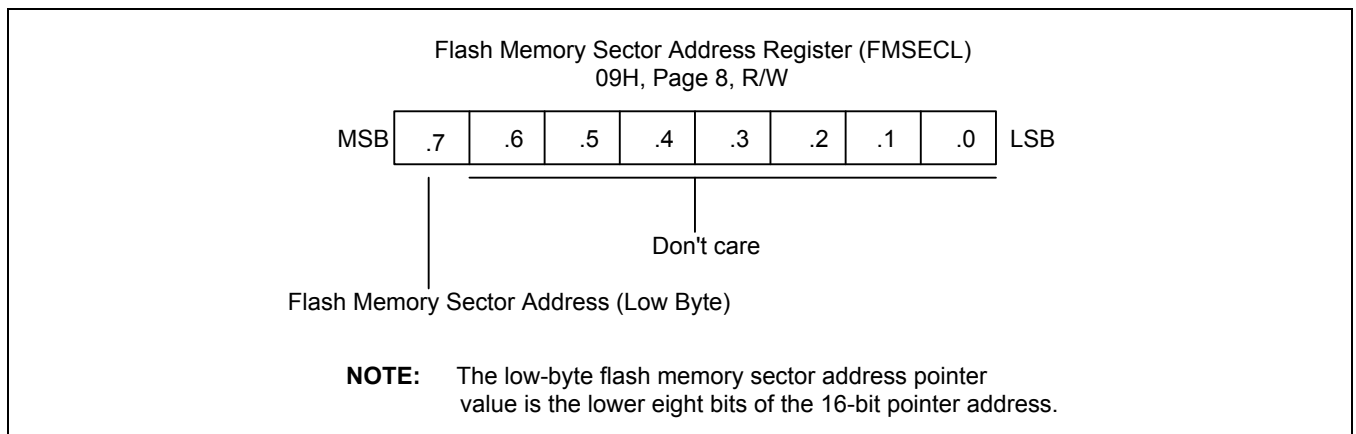 Flash Memory Sector Address Register (FMSECL)
09H, Page 8, R/W
MSB .7 .6 .5 .4 .3 .2 .1 .0 LSB
Don't care
Flash Memory Sector Address (Low Byte)
NOTE: The low-byte flash memory sector address pointer
value is the lower eight bits of the 16-bit pointer address.